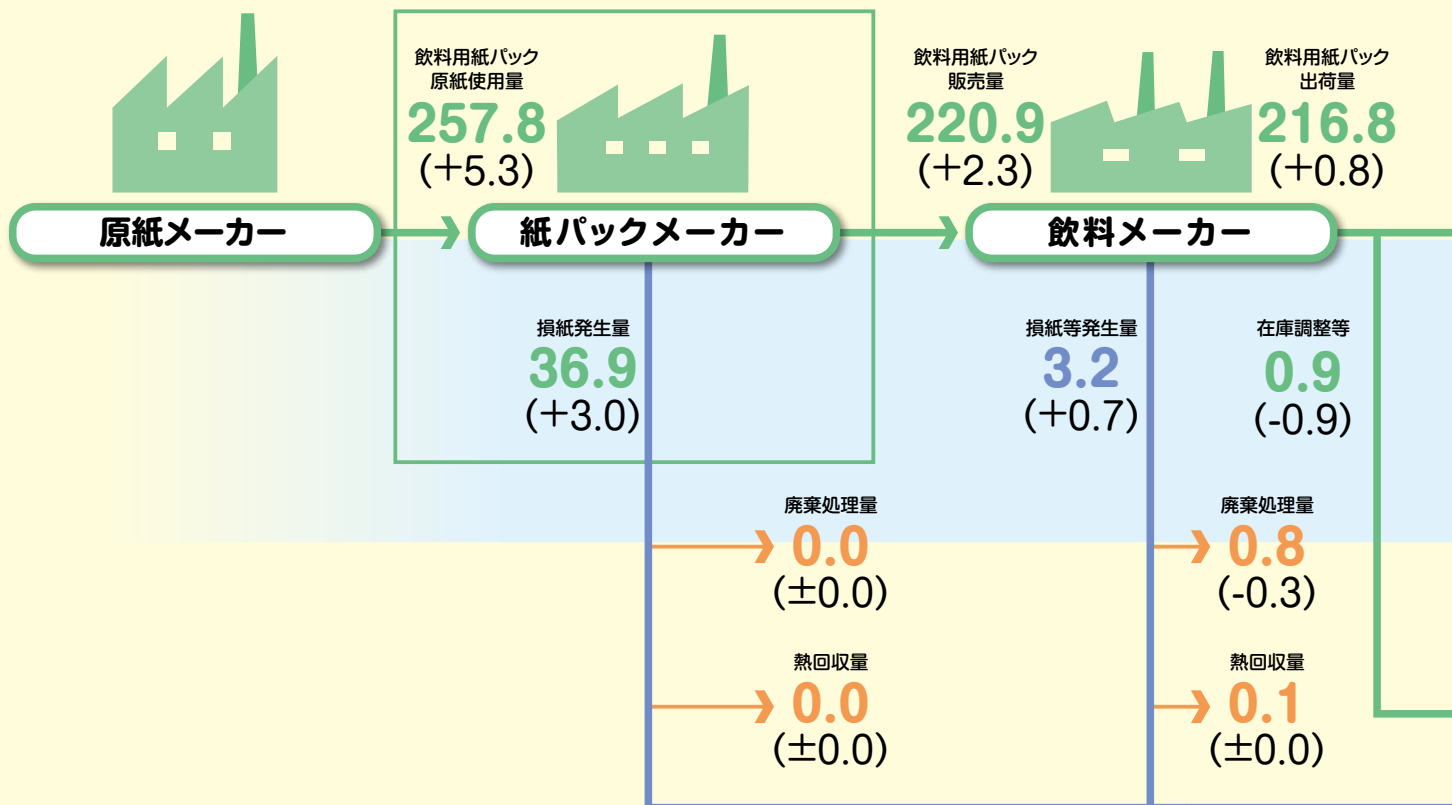 飲料用紙パック
原紙使用量
257.8
(+5.3)
飲料用紙パック
販売量
220.9
(+2.3)
飲料用紙パック
出荷量
216.8
(+0.8)
原紙メーカー
紙パックメーカー
飲料メーカー
損紙発生量
36.9
(+3.0)
損紙等発生量
3.2
(+0.7)
在庫調整等
0.9
(-0.9)
廃棄処理量
0.0
(±0.0)
廃棄処理量
0.8
(-0.3)
熱回収量
0.0
(±0.0)
熱回収量
0.1
(±0.0)